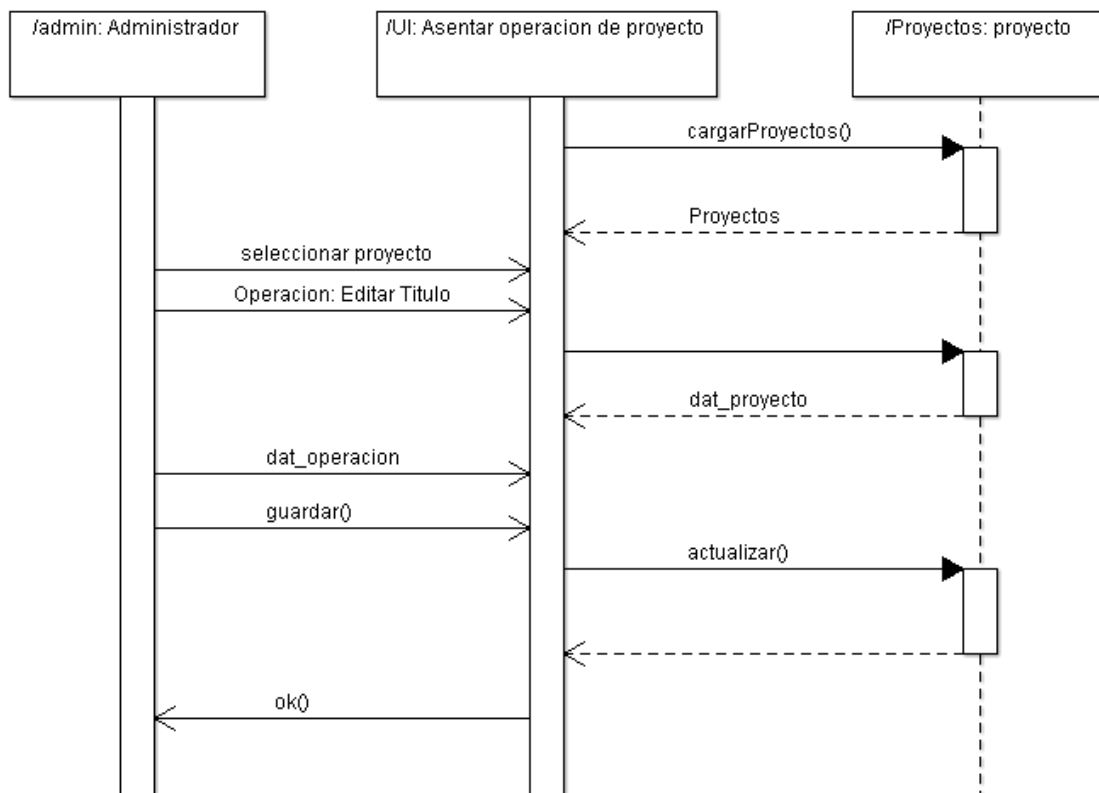 /admin: Administrador
/UI: Asentar operacion de proyecto
/Proyectos: proyecto
cargarProyectos()
Proyectos
seleccionar proyecto
Operacion: Editar Titulo
dat_proyecto
dat_operacion
guardar()
actualizar()
ok()